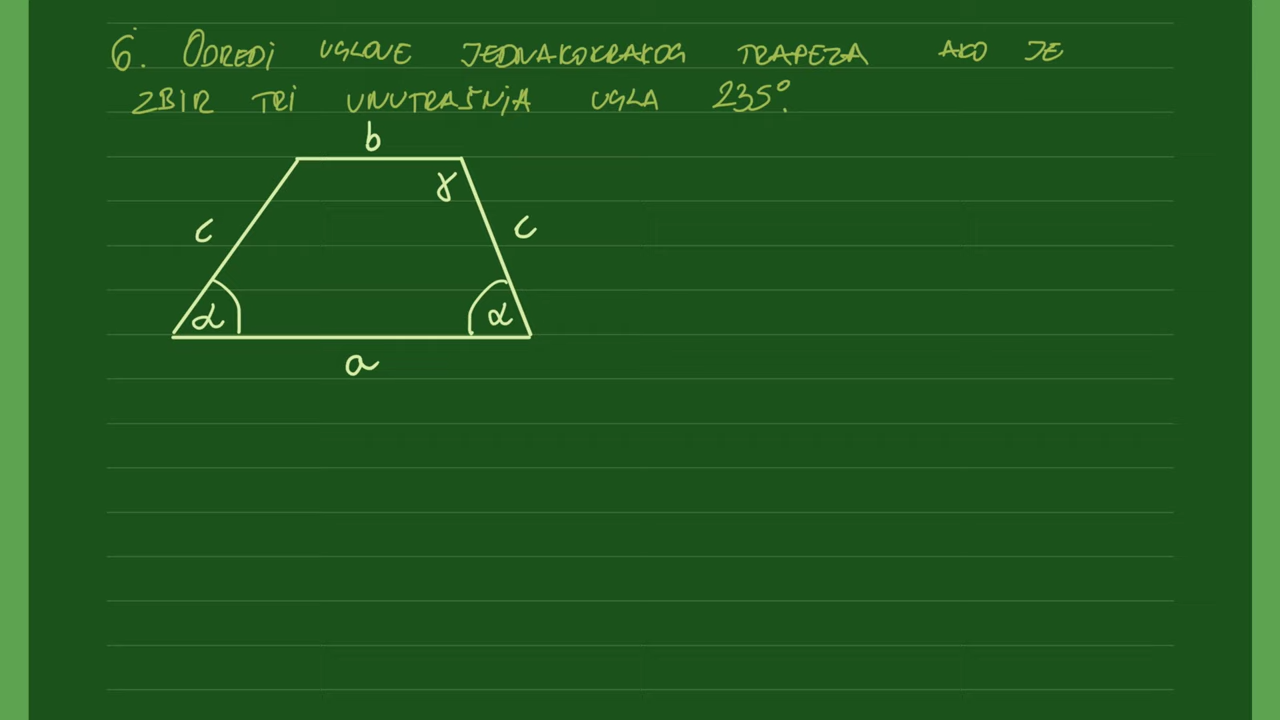 6. ODREDi UGLOVE JEDNAKOKRAKOG TRAPEZA AKO JE
ZBIR TRi UNUTRAŠNjA UGLA 235°.
b
γ
c
c
α
α
a